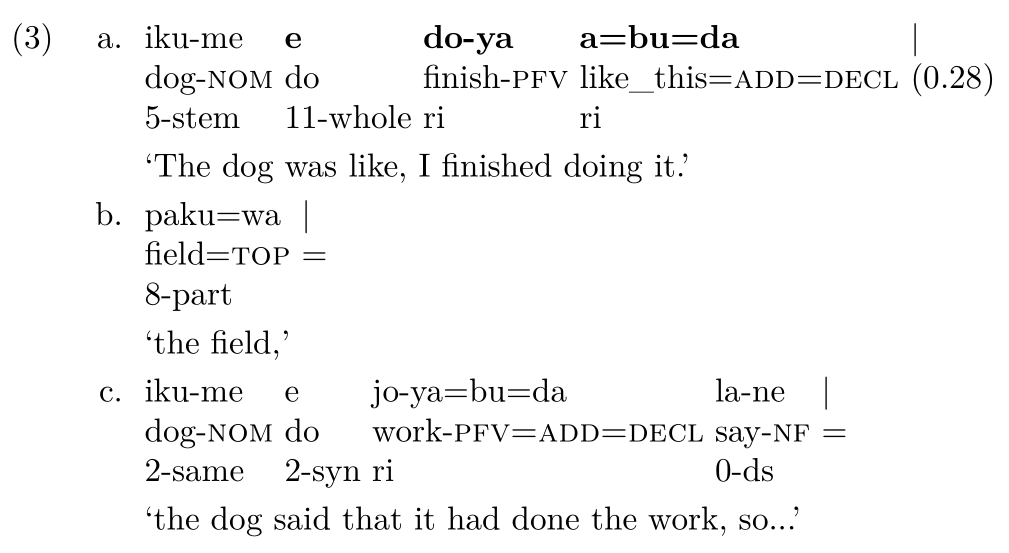 (3) a. iku-me e do-ya a=bu=da |
dog-NOM do finish-PFV like_this=ADD=DECL (0.28)
5-stem 11-whole ri ri
‘The dog was like, I finished doing it.’
b. paku=wa |
field=TOP =
8-part
‘the field,’
c. iku-me e jo-ya=bu=da la-ne |
dog-NOM do work-PFV=ADD=DECL say-NF =
2-same 2-syn ri 0-ds
‘the dog said that it had done the work, so...’